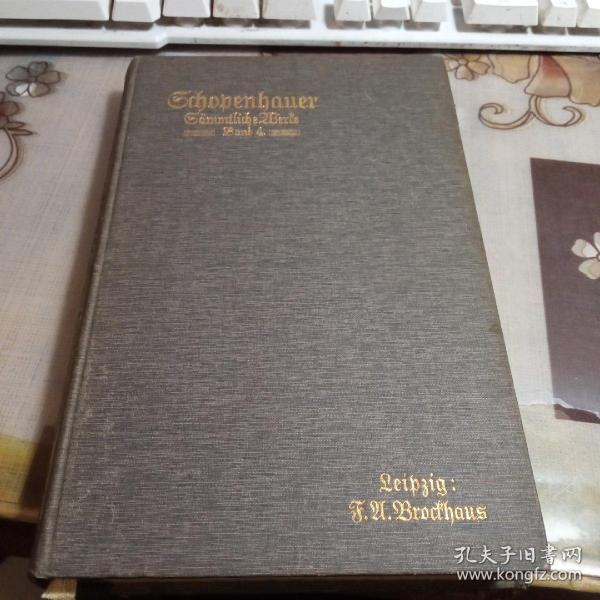 Schopenhauer
Sämmtliche Werke
Band 4.
Leipzig:
F. A. Brockhaus
孔夫子旧书网
www.kongfz.com